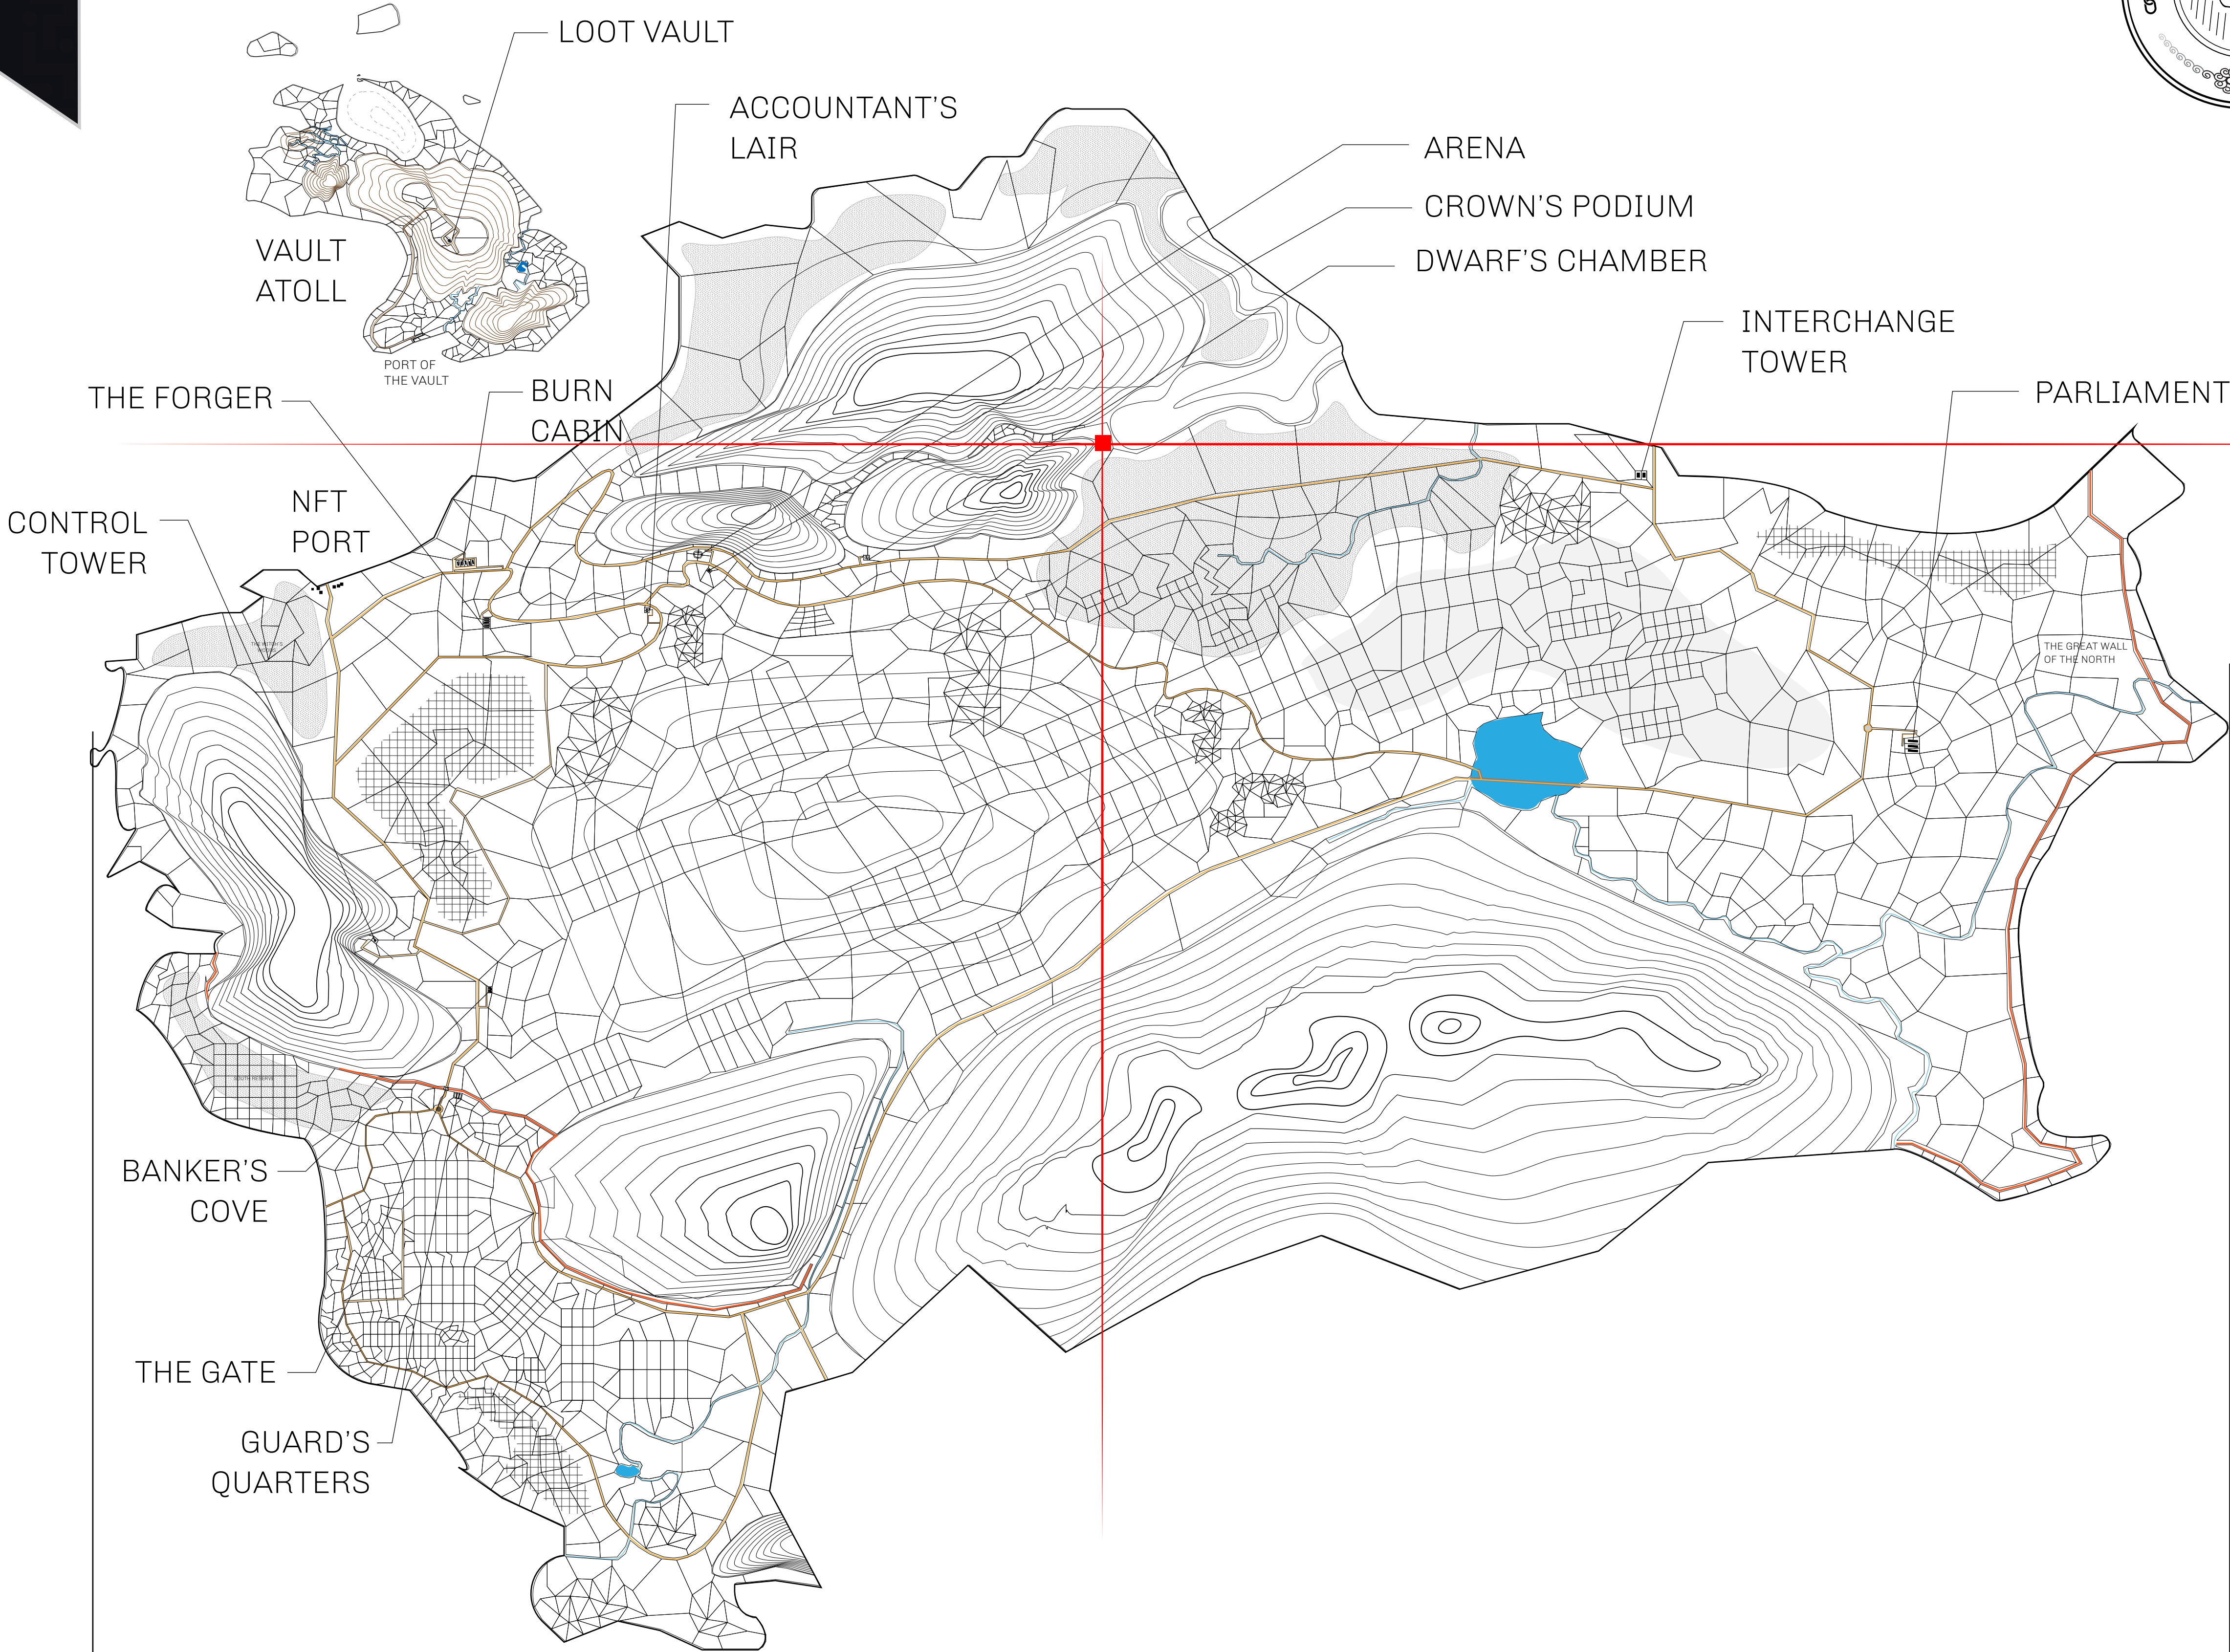 LOOT VAULT
ACCOUNTANT'S
LAIR
ARENA
CROWN'S PODIUM
DWARF'S CHAMBER
VAULT
ATOLL
INTERCHANGE
TOWER
PORT OF
THE VAULT
THE FORGER
BURN
CABIN
PARLIAMENT
NFT
PORT
CONTROL
TOWER
THE GREAT WALL
OF THE NORTH
SOUTH RESERVE
BANKER'S
COVE
THE GATE
GUARD'S
QUARTERS